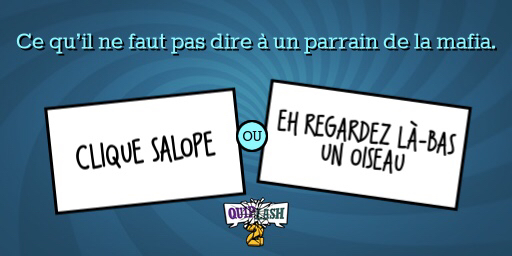 Ce qu'il ne faut pas dire à un parrain de la mafia.
CLIQUE SALOPE
OU
EH REGARDEZ LÀ-BAS
UN OISEAU
QUIPLASH
2